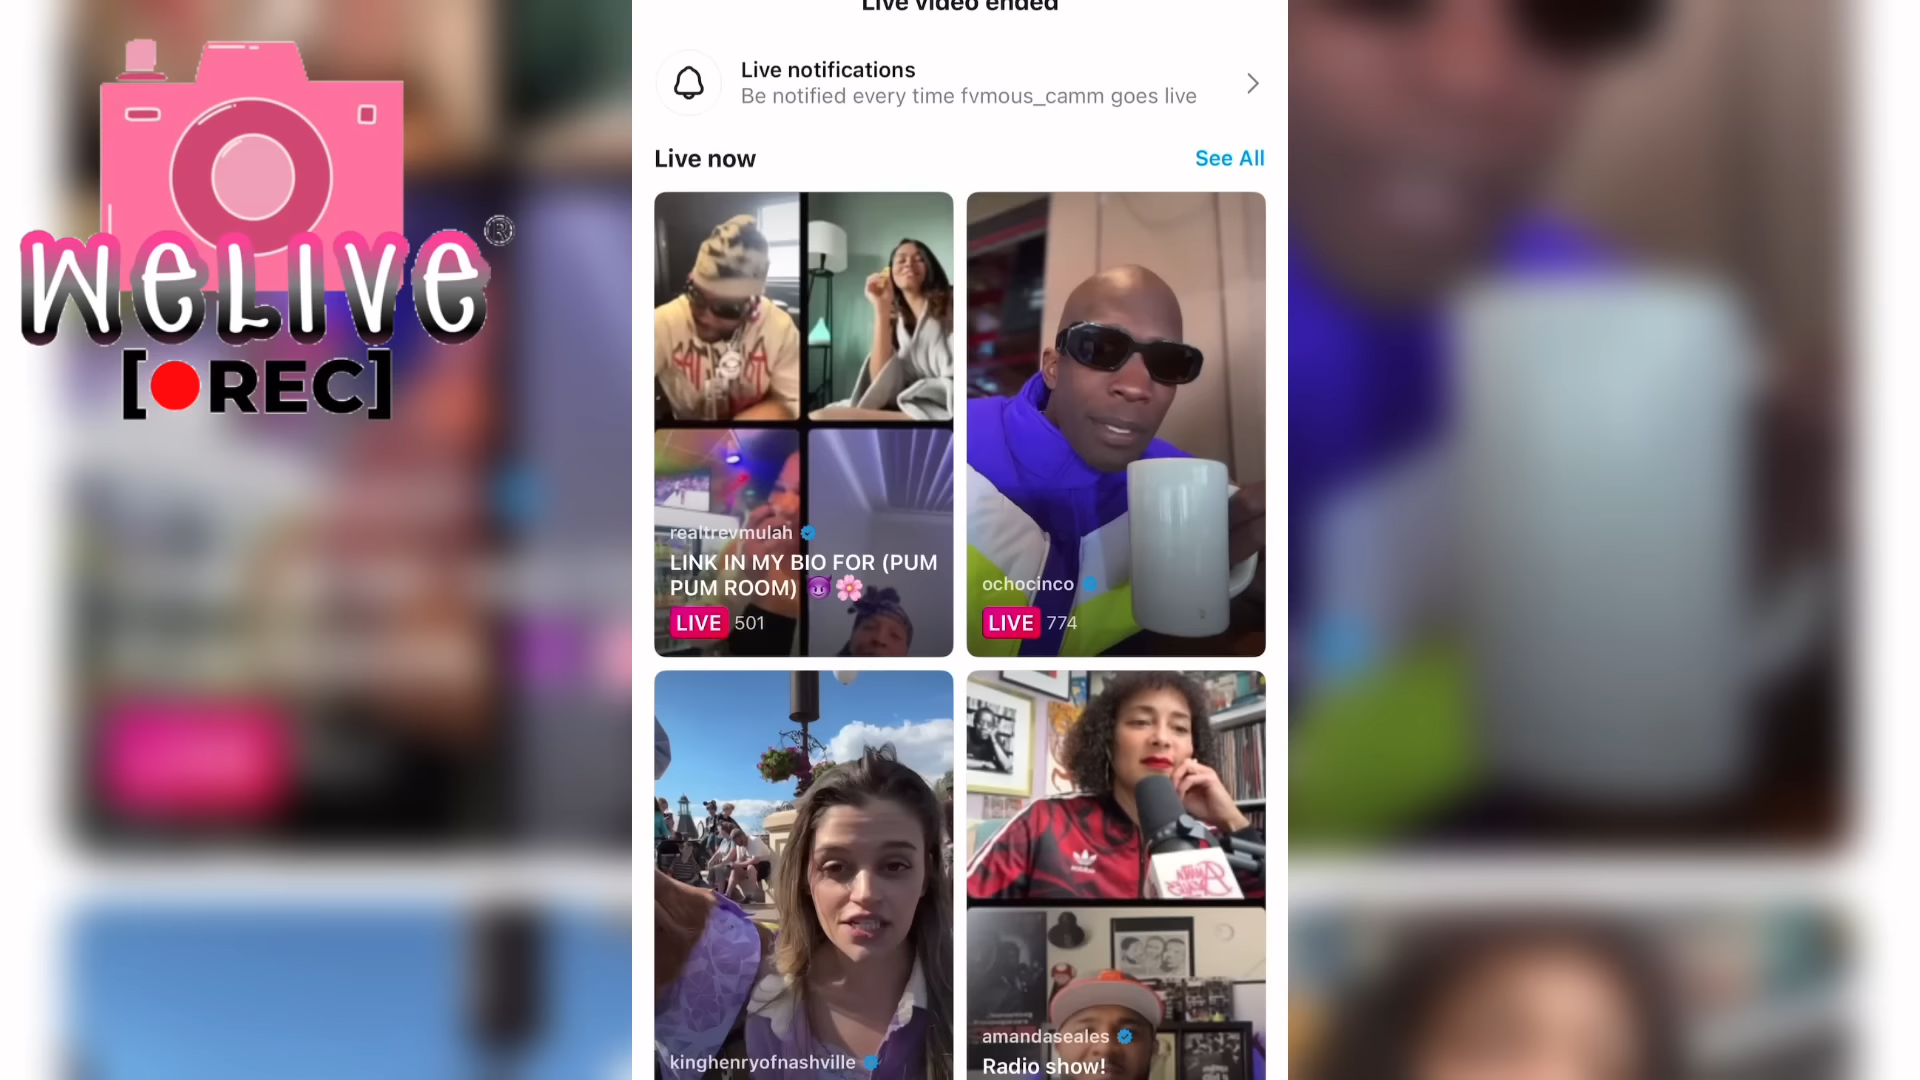 Live video ended
Live notifications
Be notified every time fvmous_camm goes live
Live now
See All
WeLIVe®
[REC]
realtrevmulah
LINK IN MY BIO FOR (PUM
PUM ROOM) 😈🌸
LIVE 501
ochocinco
LIVE 774
kinghenryofnashville
amandaseales
Radio show!